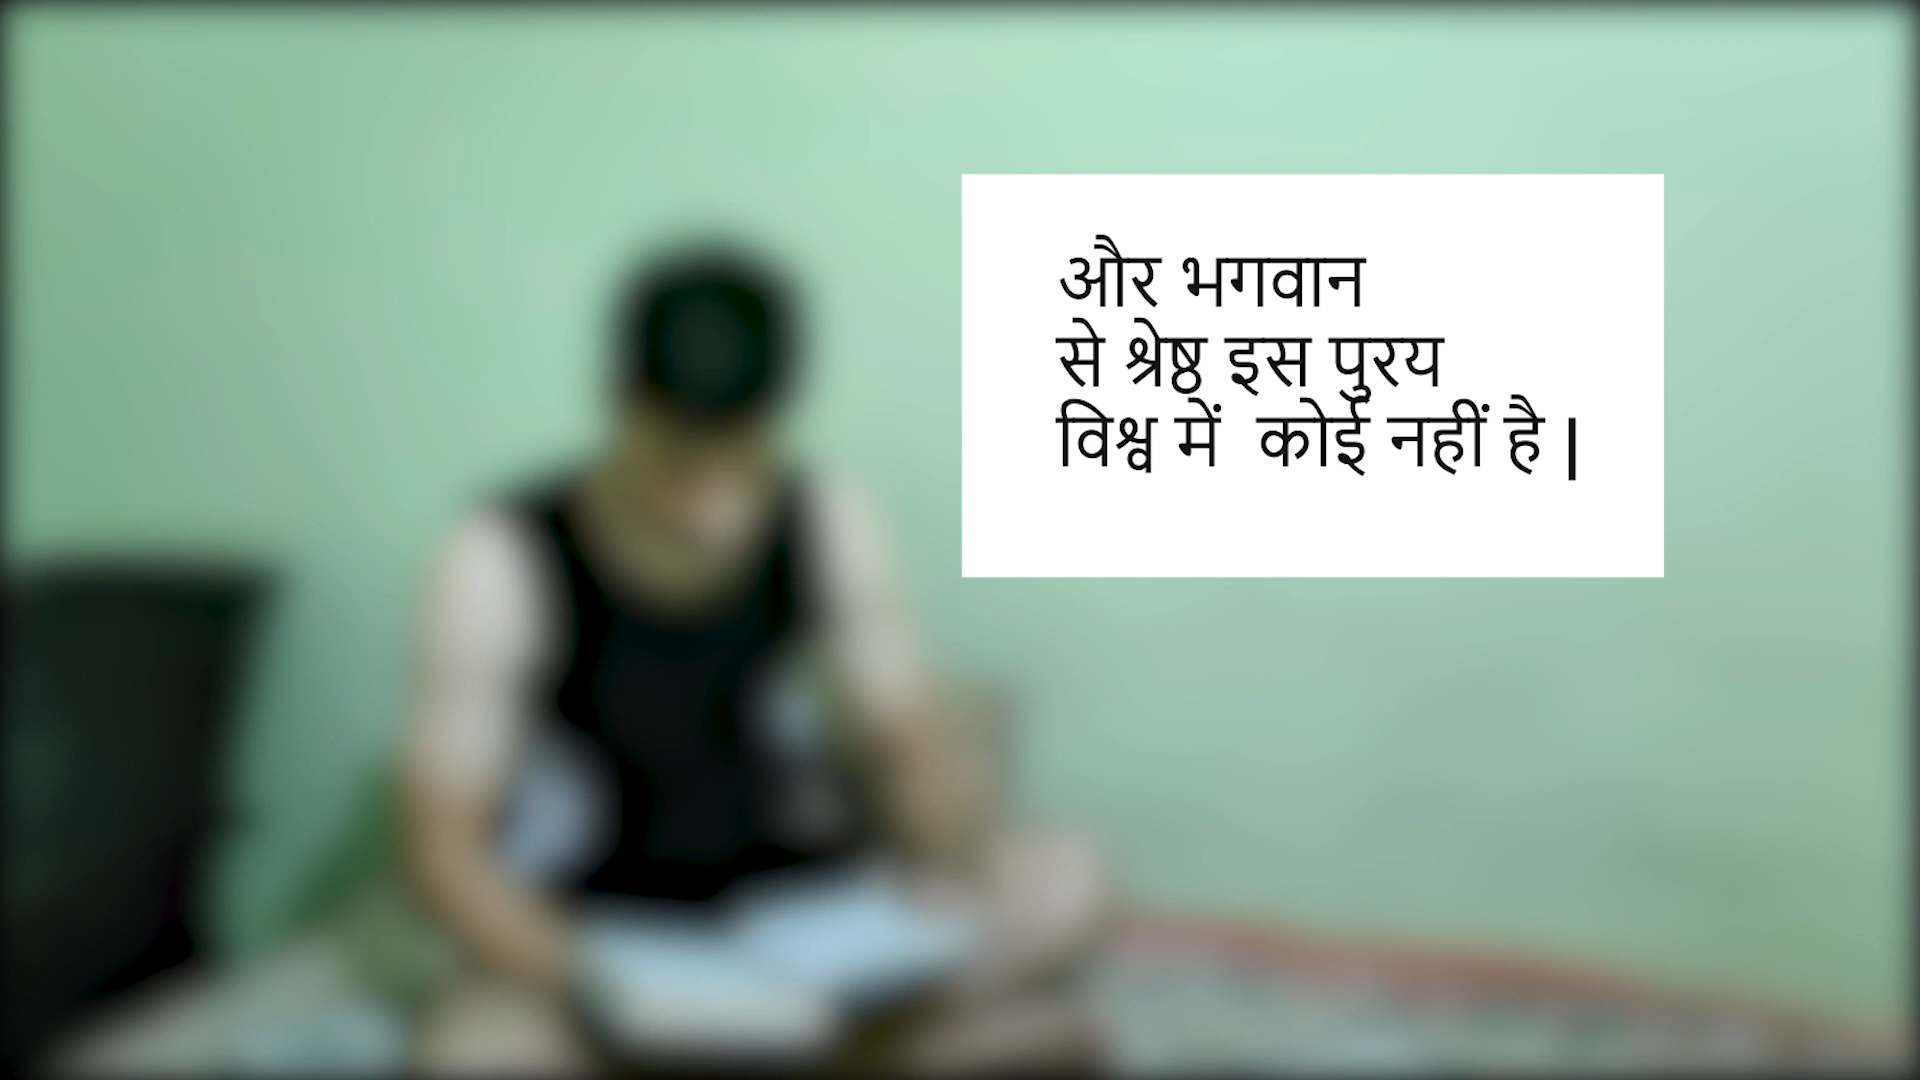 और भगवान
से श्रेष्ठ इस पुरय
विश्व में कोई नहीं है |